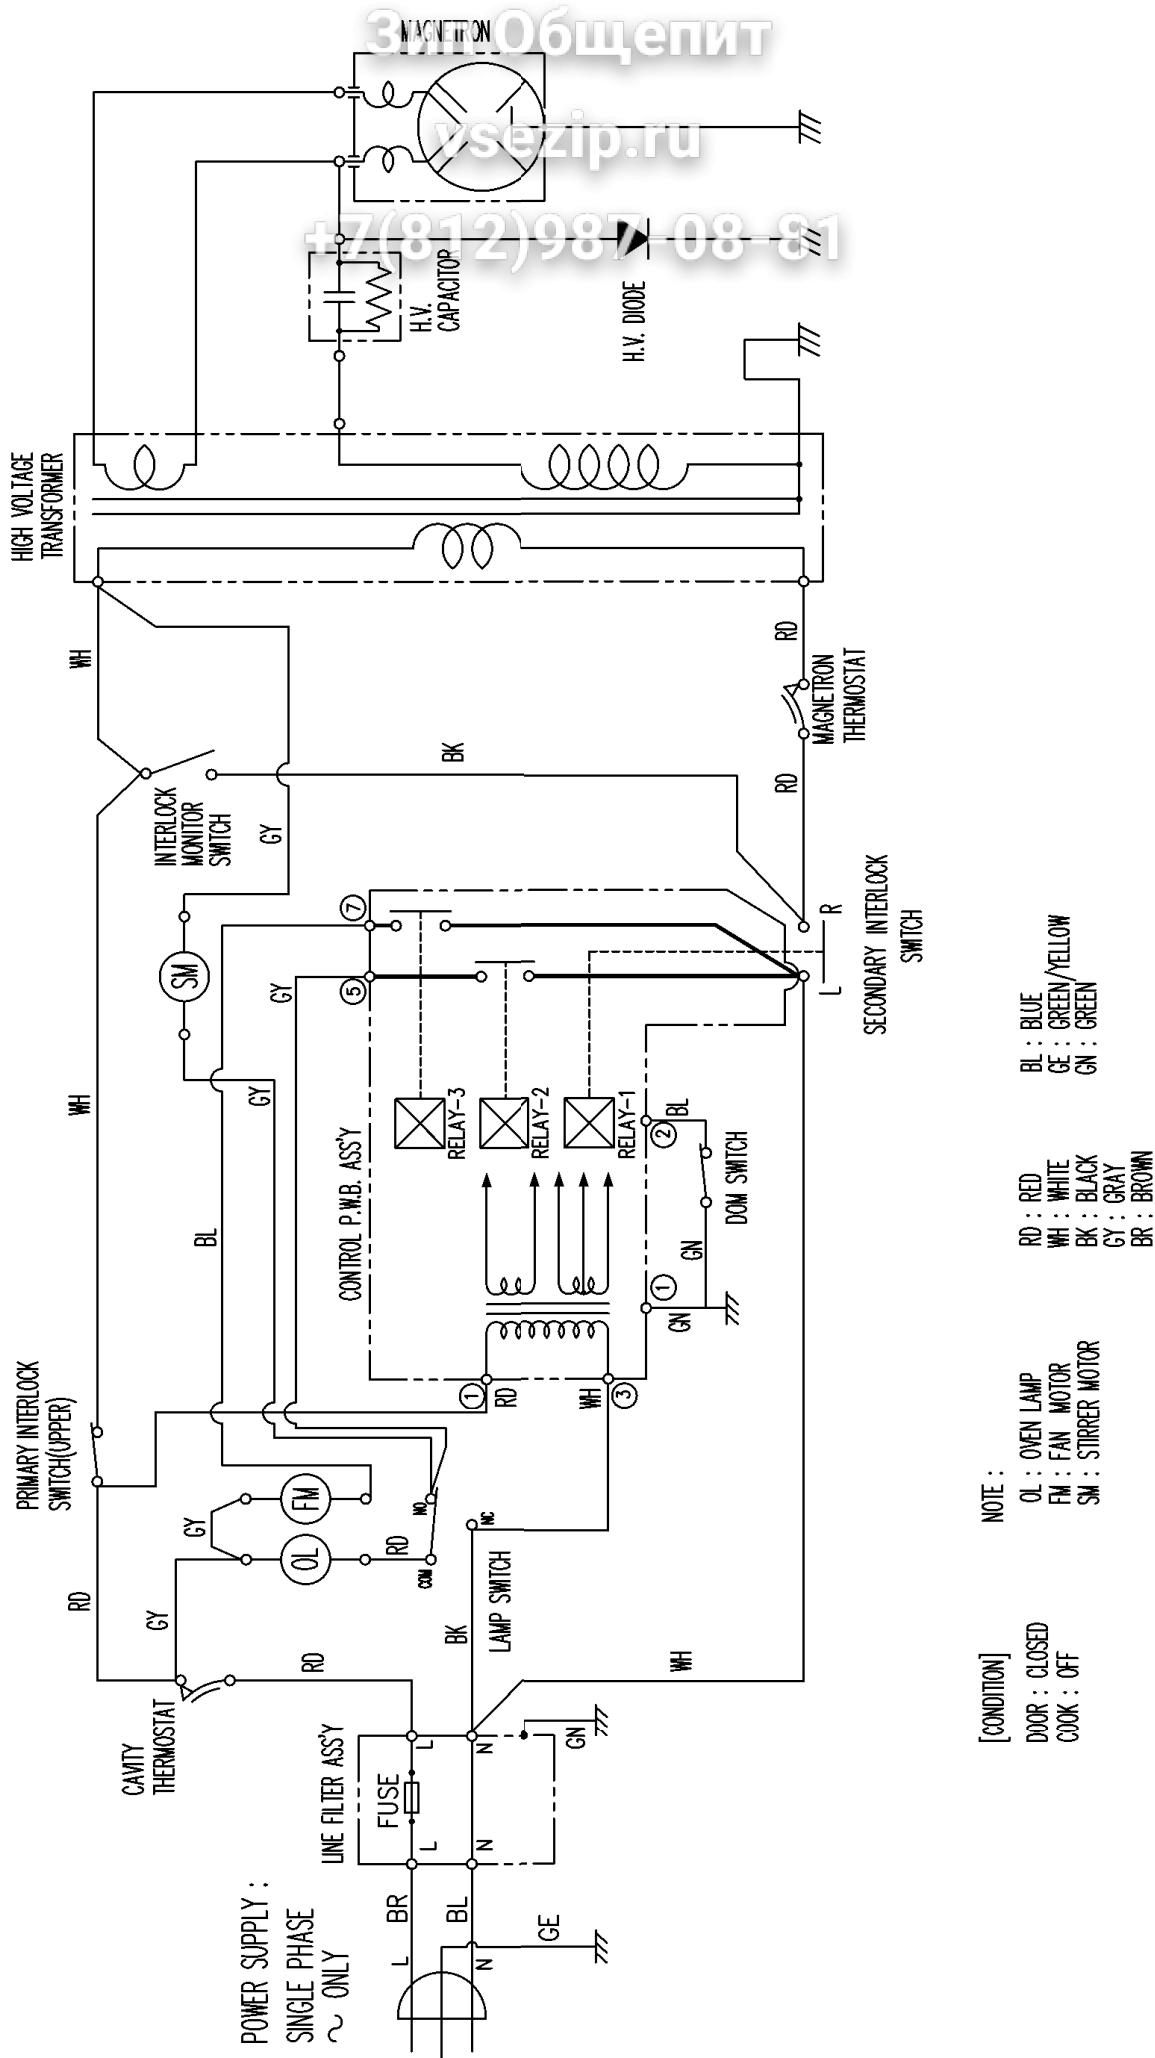 Зип Общепит
vsezip.ru
+7(812)987-08-81
MAGNETRON
H.V.
CAPACITOR
H.V. DIODE
HIGH VOLTAGE
TRANSFORMER
WH
RD
MAGNETRON
THERMOSTAT
RD
BK
INTERLOCK
MONITOR
SWITCH
GY
SM
GY
GY
7
5
R
L
SECONDARY INTERLOCK
SWITCH
WH
BL
CONTROL P.W.B. ASS'Y
RELAY-3
RELAY-2
RELAY-1
2
BL
DOM SWITCH
GN
1
GN
1
RD
WH
3
PRIMARY INTERLOCK
SWITCH(UPPER)
RD
GY
FM
OL
RD
NO
COM
NC
LAMP SWITCH
BK
GY
WH
CAVITY
THERMOSTAT
RD
LINE FILTER ASS'Y
FUSE
L
L
N
N
GN
POWER SUPPLY :
SINGLE PHASE
~ ONLY
BR
BL
L
N
GE
[CONDITION]
DOOR : CLOSED
COOK : OFF
NOTE :
OL : OVEN LAMP
FM : FAN MOTOR
SM : STIRRER MOTOR
RD : RED
WH : WHITE
BK : BLACK
GY : GRAY
BR : BROWN
BL : BLUE
GE : GREEN/YELLOW
GN : GREEN